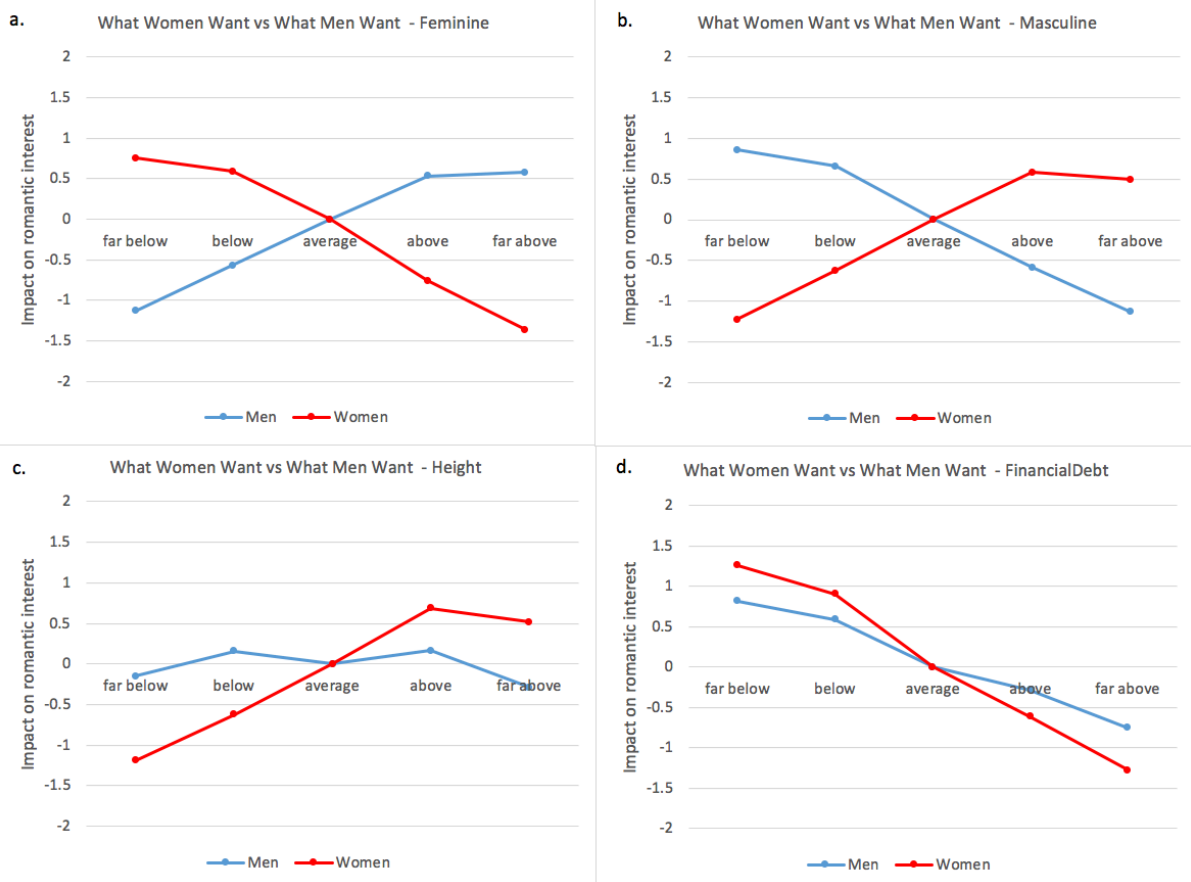 a.
What Women Want vs What Men Want - Feminine
Impact on romantic interest
2
1.5
1
0.5
0
-0.5
-1
-1.5
-2
far below below average above far above
Men Women
b.
What Women Want vs What Men Want - Masculine
Impact on romantic interest
2
1.5
1
0.5
0
-0.5
-1
-1.5
-2
far below below average above far above
Men Women
c.
What Women Want vs What Men Want - Height
Impact on romantic interest
2
1.5
1
0.5
0
-0.5
-1
-1.5
-2
far below below average above far above
Men Women
d.
What Women Want vs What Men Want - FinancialDebt
Impact on romantic interest
2
1.5
1
0.5
0
-0.5
-1
-1.5
-2
far below below average above far above
Men Women